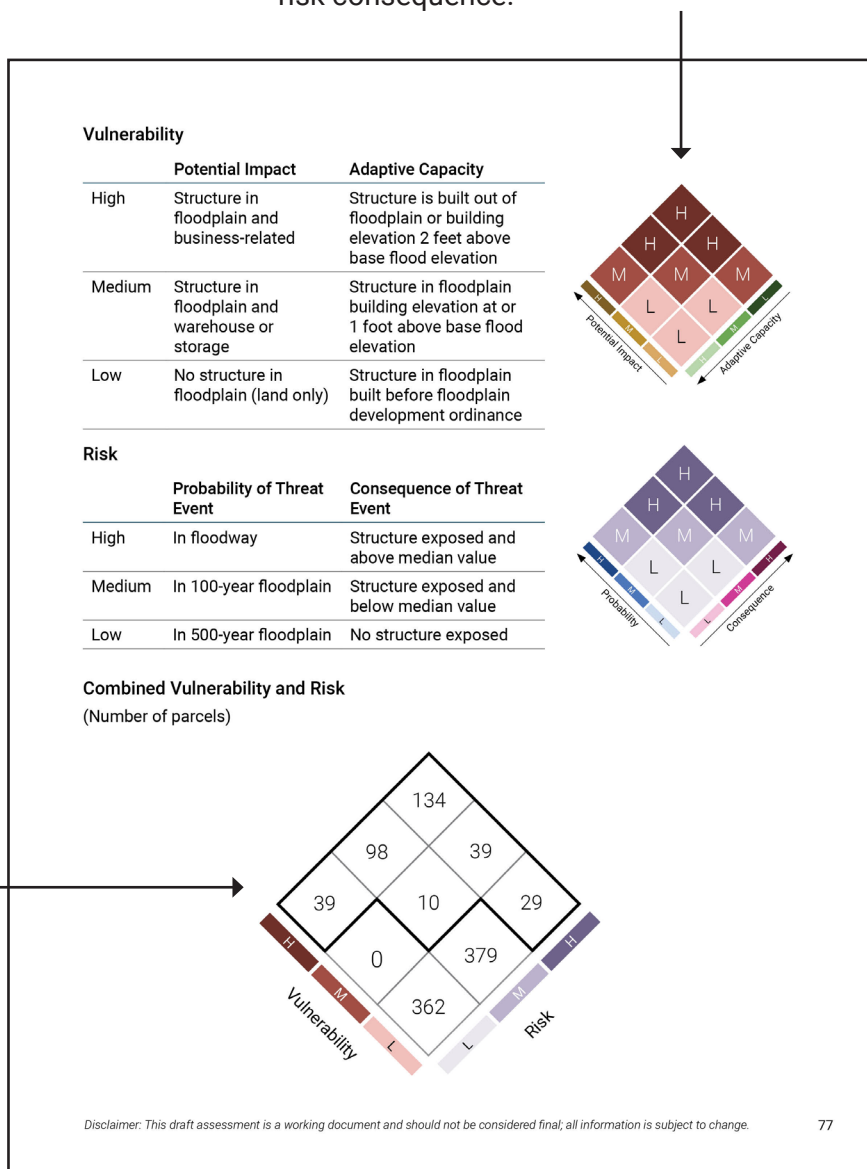 risk consequence.
Vulnerability
Potential Impact Adaptive Capacity
High Structure in floodplain and business-related Structure is built out of floodplain or building elevation 2 feet above base flood elevation
Medium Structure in floodplain and warehouse or storage Structure in floodplain building elevation at or 1 foot above base flood elevation
Low No structure in floodplain (land only) Structure in floodplain built before floodplain development ordinance
H
H H
M M M
L L
L
H M L
Potential Impact
H M L
Adaptive Capacity
Risk
Probability of Threat Event Consequence of Threat Event
High In floodway Structure exposed and above median value
Medium In 100-year floodplain Structure exposed and below median value
Low In 500-year floodplain No structure exposed
H
H H
M M M
L L
L
H M L
Probability
L M H
Consequence
Combined Vulnerability and Risk
(Number of parcels)
134
98 39
39 10 29
0 379
362
H M L
Vulnerability
L M H
Risk
Disclaimer: This draft assessment is a working document and should not be considered final; all information is subject to change. 77